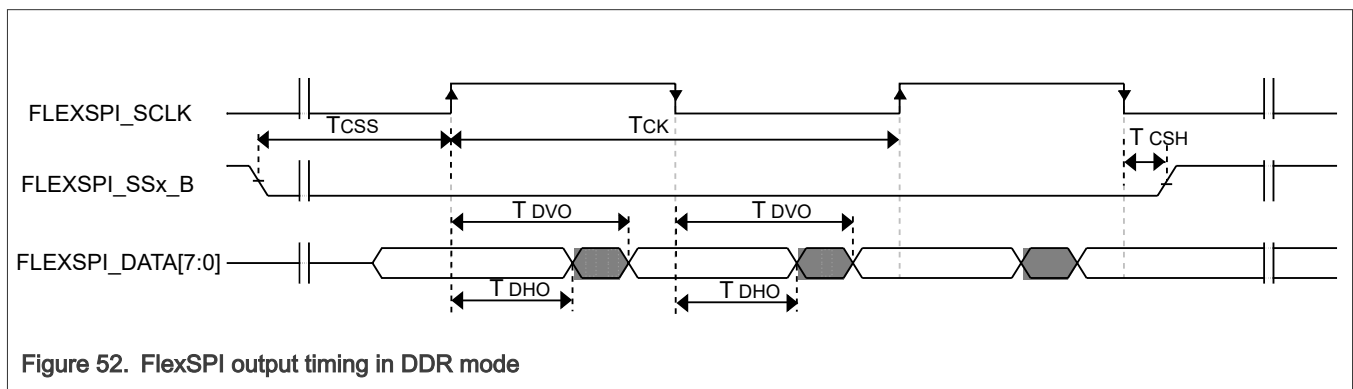 FLEXSPI_SCLK
TCSS
TCK
T CSH
FLEXSPI_SSx_B
T DVO
T DVO
FLEXSPI_DATA[7:0]
T DHO
T DHO
Figure 52. FlexSPI output timing in DDR mode